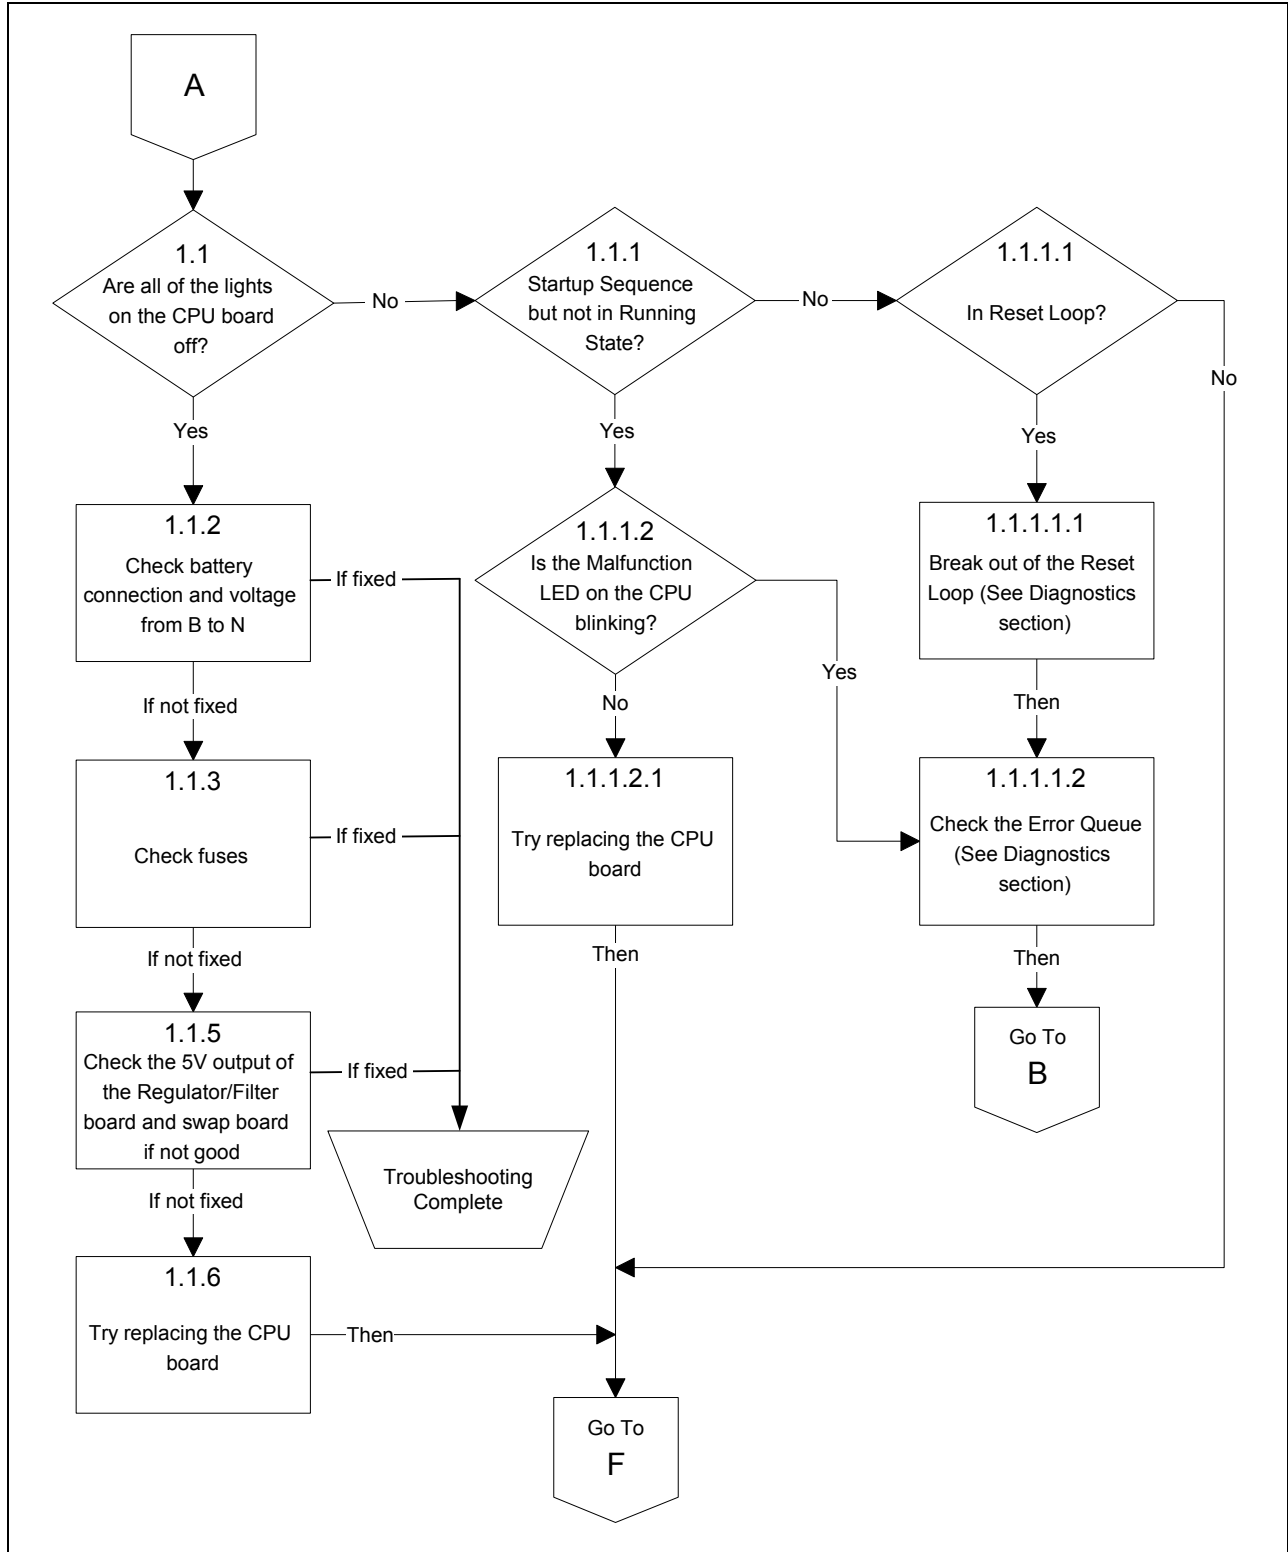 A
1.1
Are all of the lights
on the CPU board
off?
No
1.1.1
Startup Sequence
but not in Running
State?
No
1.1.1.1
In Reset Loop?
No
Yes
Yes
Yes
1.1.2
Check battery
connection and voltage
from B to N
If fixed
1.1.1.2
Is the Malfunction
LED on the CPU
blinking?
Yes
1.1.1.1.1
Break out of the Reset
Loop (See Diagnostics
section)
If not fixed
No
Then
1.1.3
Check fuses
If fixed
1.1.1.2.1
Try replacing the CPU
board
1.1.1.1.2
Check the Error Queue
(See Diagnostics
section)
If not fixed
Then
Then
1.1.5
Check the 5V output of
the Regulator/Filter
board and swap board
if not good
If fixed
Go To
B
If not fixed
Troubleshooting
Complete
1.1.6
Try replacing the CPU
board
Then
Go To
F